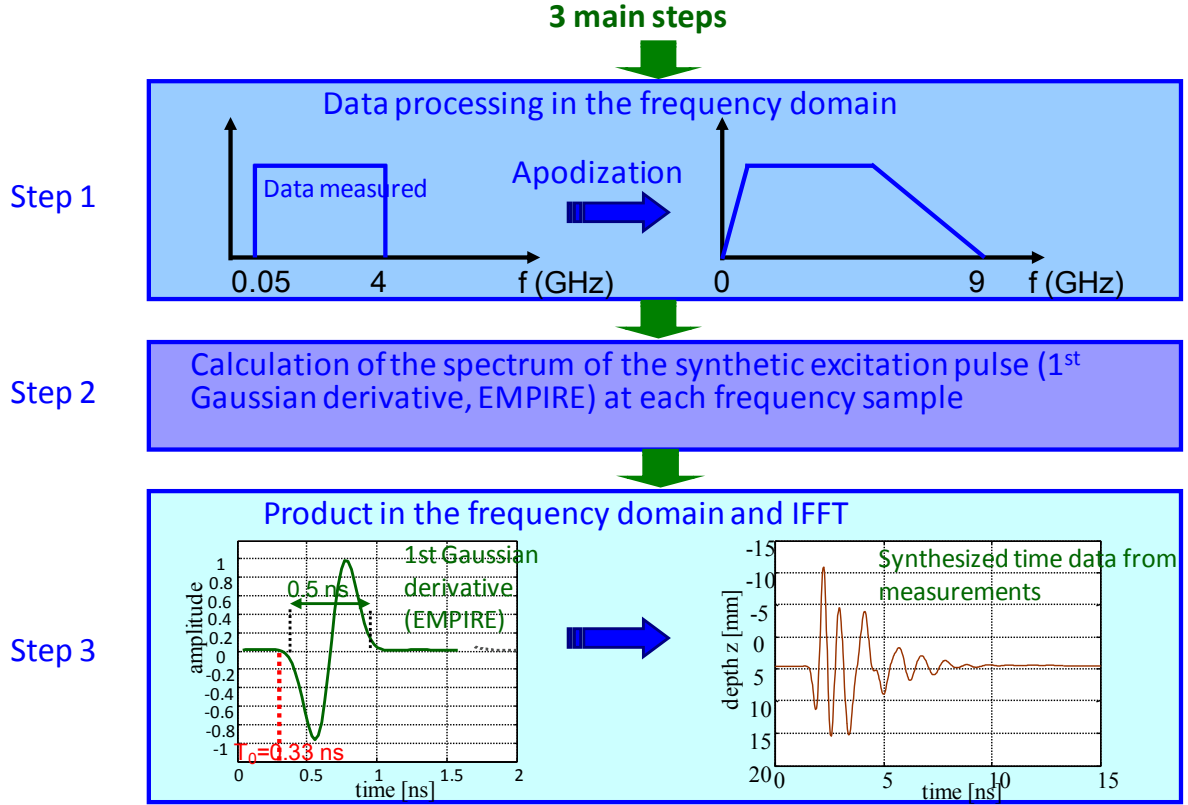 3 main steps
Step 1
Data processing in the frequency domain
Data measured
0.05
4
f (GHz)
Apodization
0
9
f (GHz)
Step 2
Calculation of the spectrum of the synthetic excitation pulse (1st
Gaussian derivative, EMPIRE) at each frequency sample
Step 3
Product in the frequency domain and IFFT
1
0.8
0.6
0.4
0.2
0
-0.2
-0.4
-0.6
-0.8
-1
amplitude
0.5 ns
1st Gaussian
derivative
(EMPIRE)
T0=0.33 ns
0
0.5
1
1.5
2
time [ns]
-15
-10
-5
0
5
10
15
20
depth z [mm]
Synthesized time data from
measurements
0
5
10
15
time [ns]